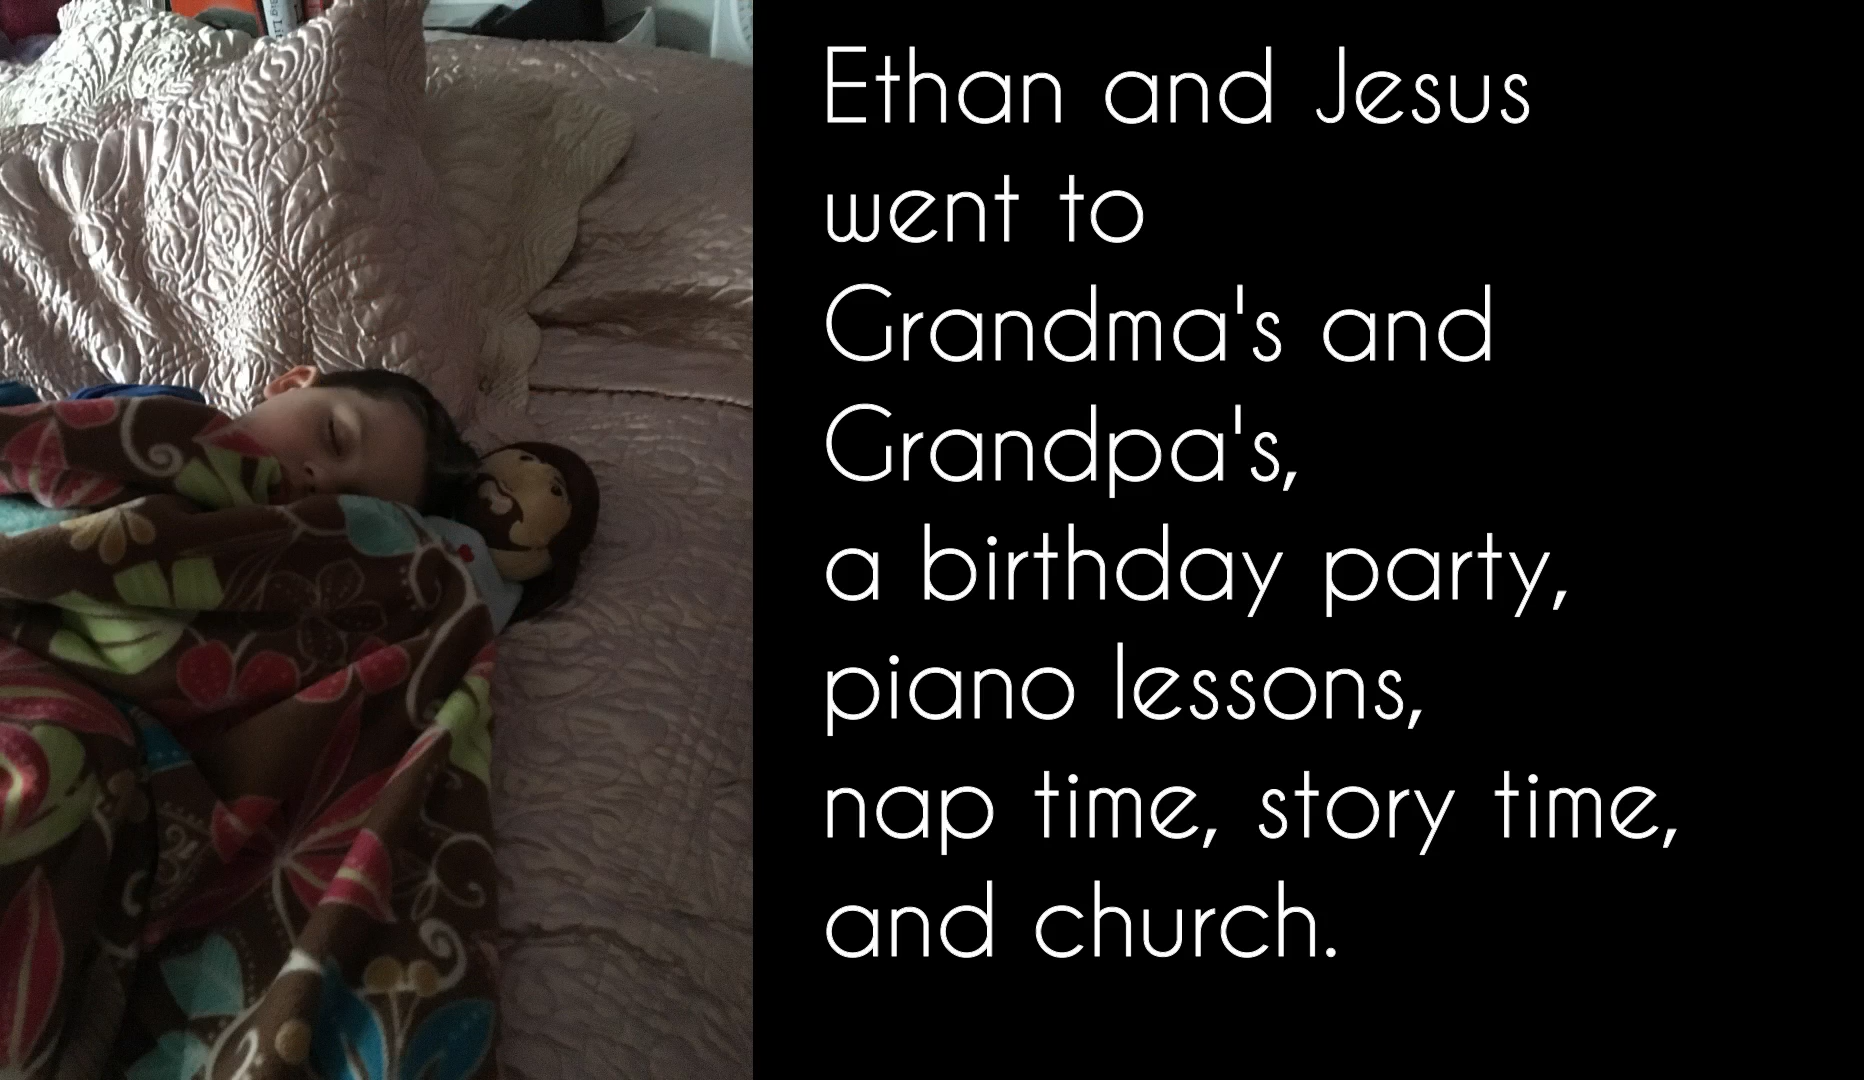 Ethan and Jesus
went to
Grandma's and
Grandpa's,
a birthday party,
piano lessons,
nap time, story time,
and church.